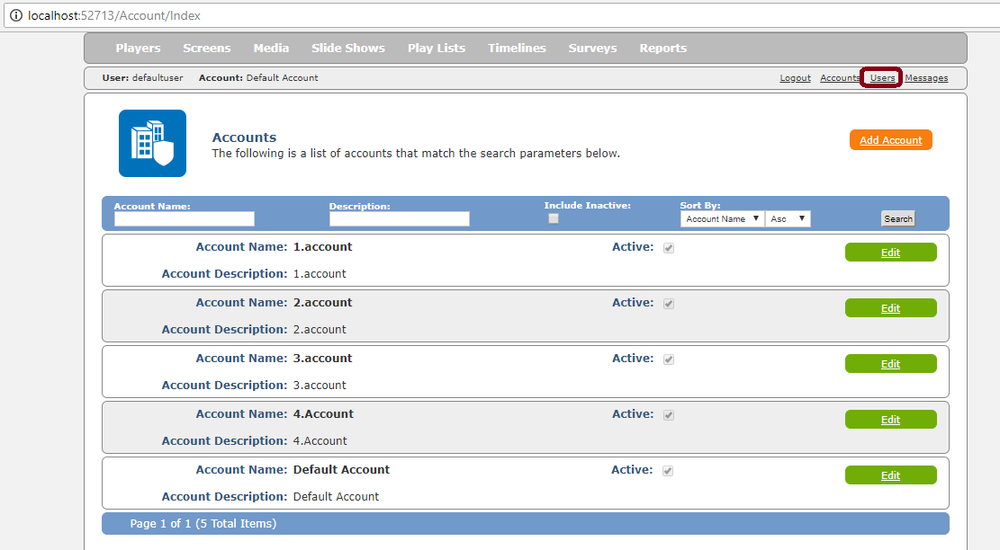 localhost:52713/Account/Index
Players Screens Media Slide Shows Play Lists Timelines Surveys Reports
User: defaultuser Account: Default Account Logout Accounts Users Messages
Accounts
The following is a list of accounts that match the search parameters below.
Add Account
Account Name: Description: Include Inactive: Sort By:
Account Name Asc Search
Account Name: 1.account Active: Edit
Account Description: 1.account
Account Name: 2.account Active: Edit
Account Description: 2.account
Account Name: 3.account Active: Edit
Account Description: 3.account
Account Name: 4.Account Active: Edit
Account Description: 4.Account
Account Name: Default Account Active: Edit
Account Description: Default Account
Page 1 of 1 (5 Total Items)